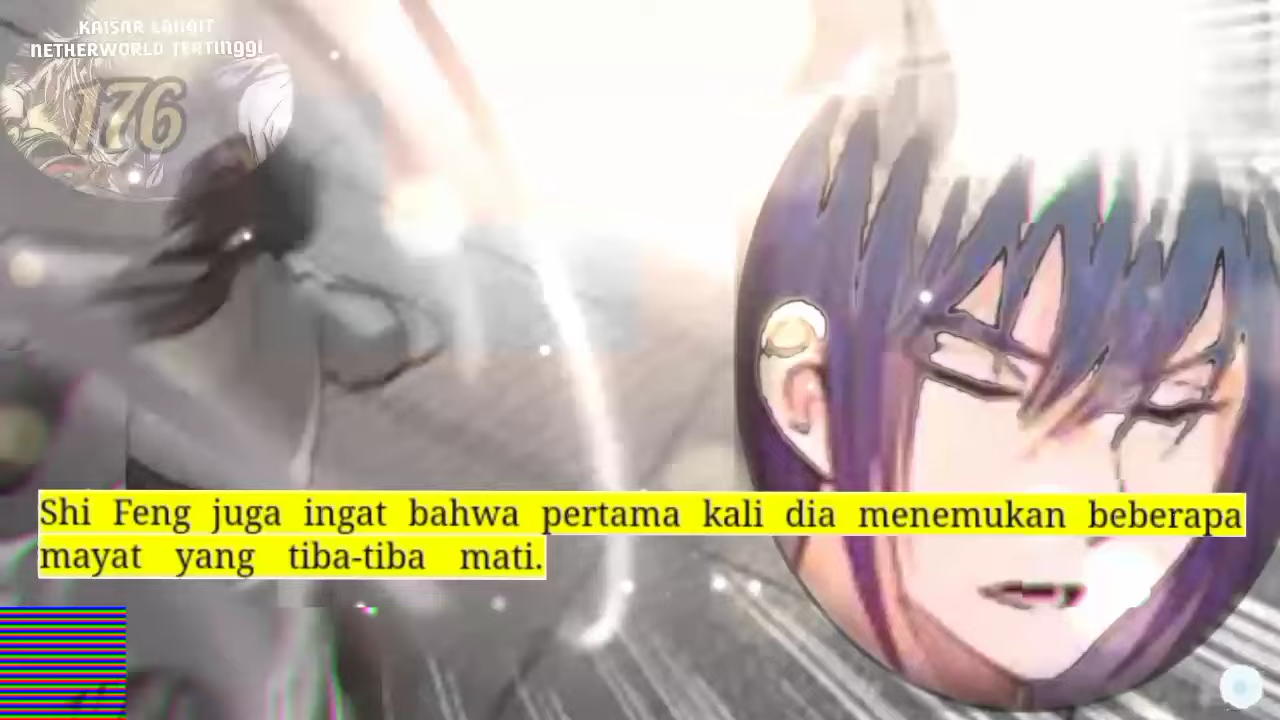 KAISAR LANGIT
NETHERWORLD TERTINGGI
176
Shi Feng juga ingat bahwa pertama kali dia menemukan beberapa
mayat yang tiba-tiba mati.